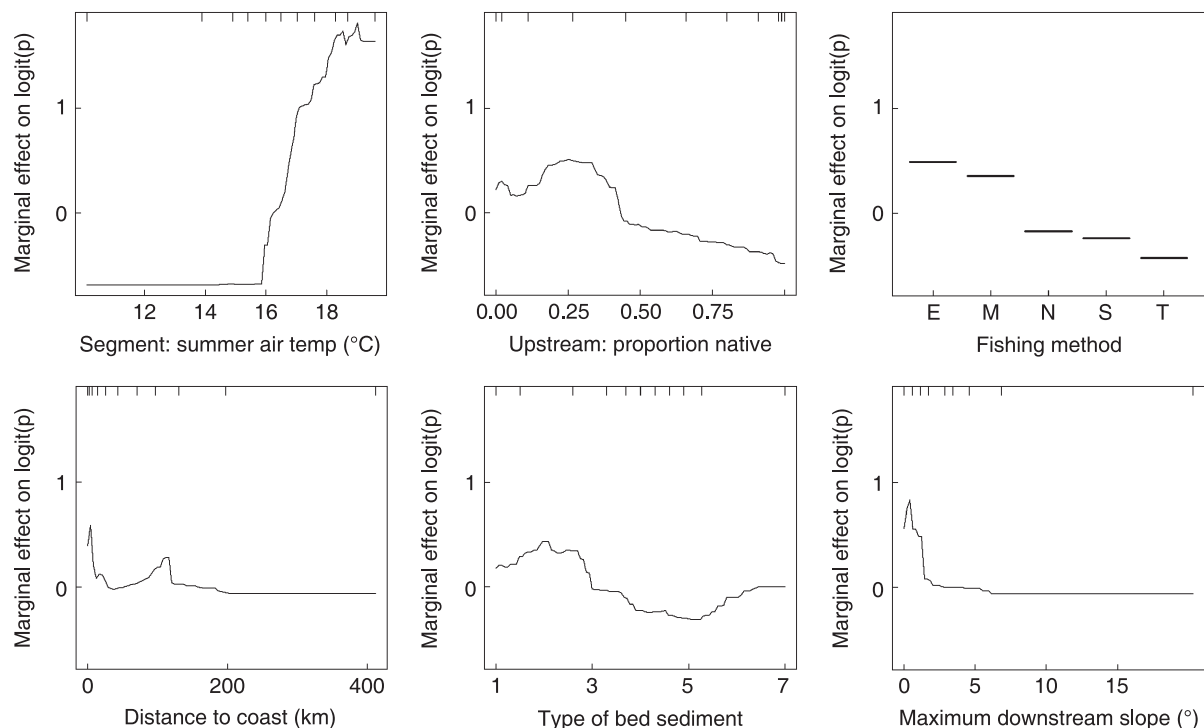 Marginal effect on logit(p)
1
0
12 14 16 18
Segment: summer air temp (°C)
Marginal effect on logit(p)
1
0
0.00 0.25 0.50 0.75
Upstream: proportion native
Marginal effect on logit(p)
1
0
E M N S T
Fishing method
Marginal effect on logit(p)
1
0
0 200 400
Distance to coast (km)
Marginal effect on logit(p)
1
0
1 3 5 7
Type of bed sediment
Marginal effect on logit(p)
1
0
0 5 10 15
Maximum downstream slope (°)